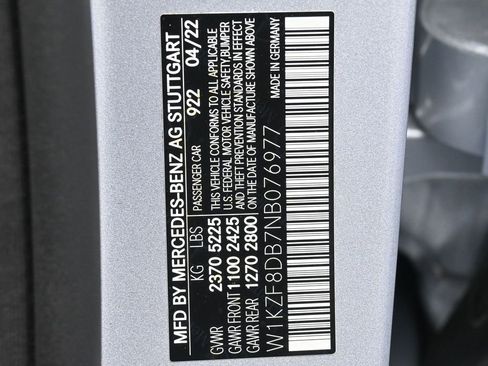 MFD BY MERCEDES-BENZ AG STUTTGART
PASSENGER CAR 922 04/22
KG LBS
GVWR 2370 5225
GAWR FRONT 1100 2425
GAWR REAR 1270 2800
THIS VEHICLE CONFORMS TO ALL APPLICABLE
U.S. FEDERAL MOTOR VEHICLE SAFETY, BUMPER
AND THEFT PREVENTION STANDARDS IN EFFECT
ON THE DATE OF MANUFACTURE SHOWN ABOVE
W1KZF8DB7NB076977
MADE IN GERMANY